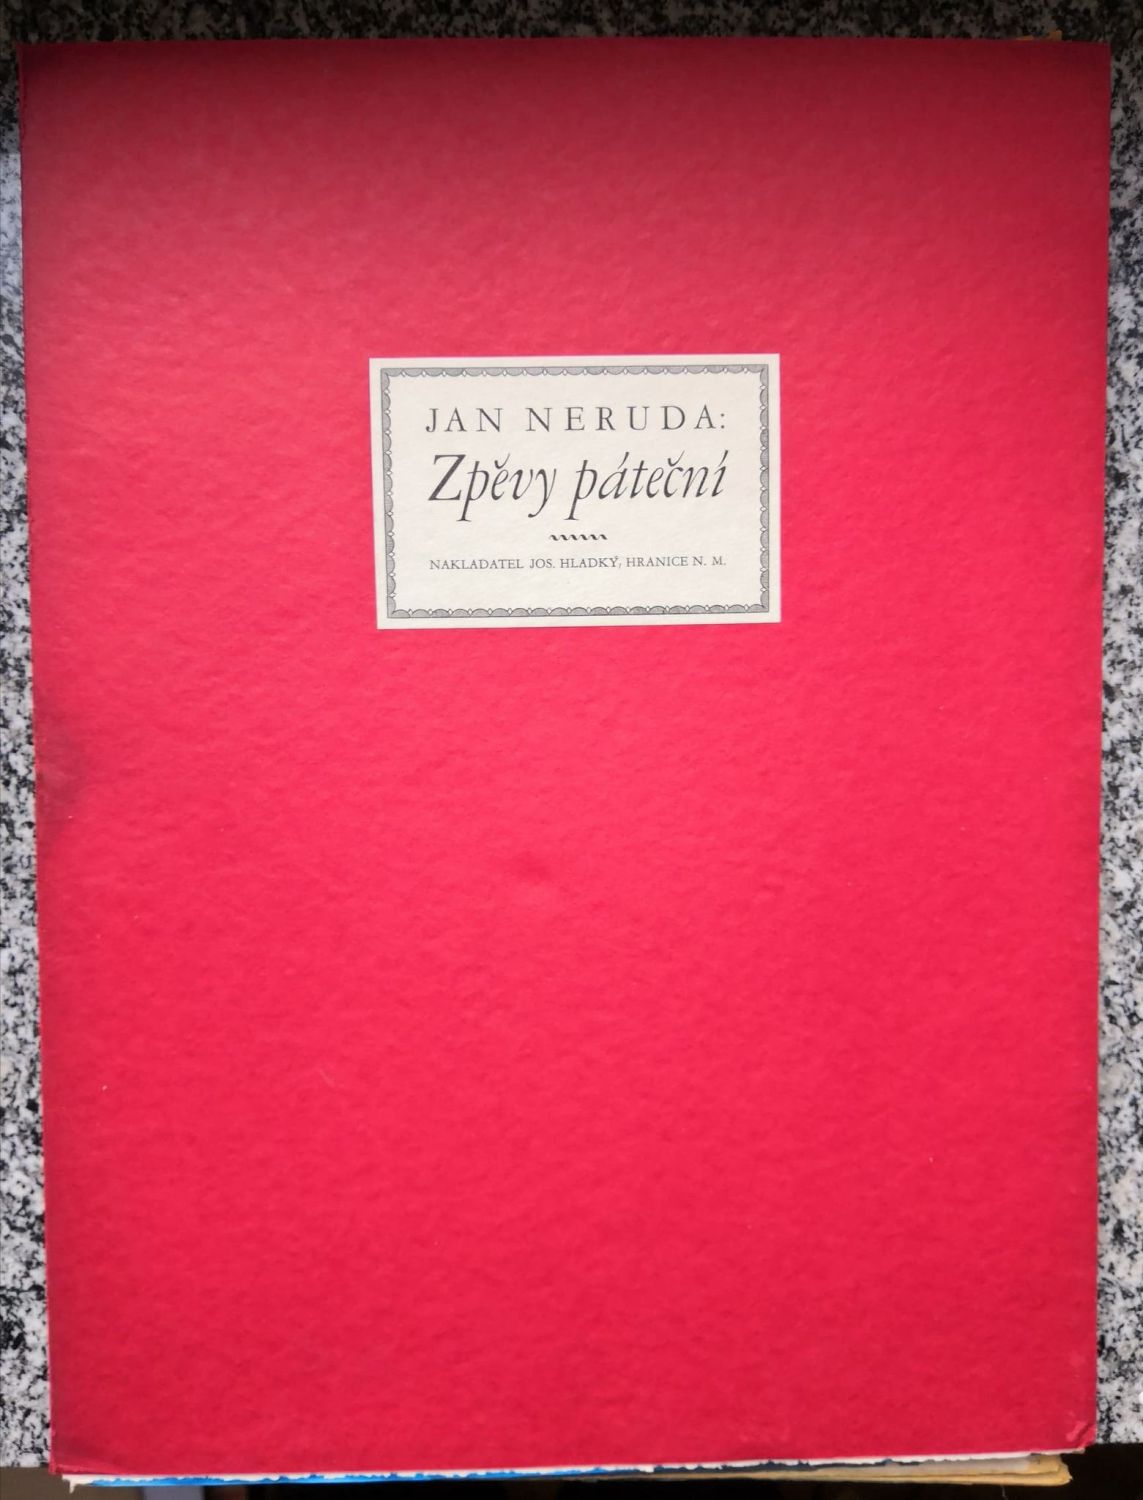 JAN NERUDA:
Zpěvy páteční
NAKLADATEL JOS. HLADKÝ, HRANICE N. M.